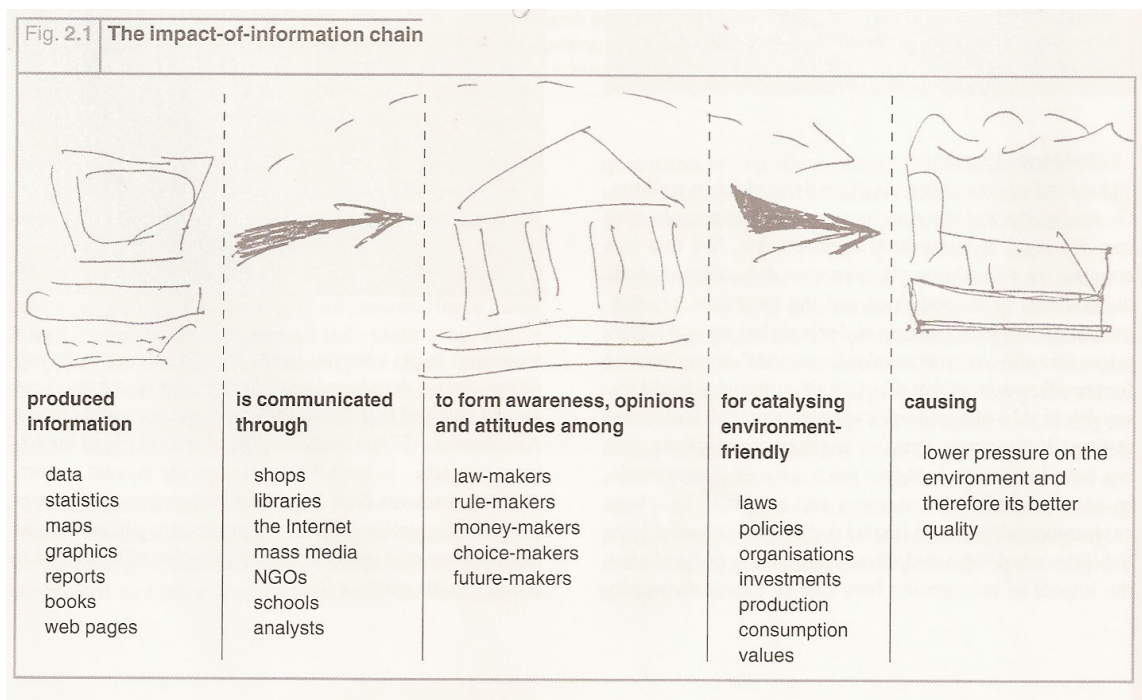 Fig. 2.1 The impact-of-information chain
produced
information
data
statistics
maps
graphics
reports
books
web pages
is communicated
through
shops
libraries
the Internet
mass media
NGOs
schools
analysts
to form awareness, opinions
and attitudes among
law-makers
rule-makers
money-makers
choice-makers
future-makers
for catalysing
environment-
friendly
laws
policies
organisations
investments
production
consumption
values
causing
lower pressure on the
environment and
therefore its better
quality